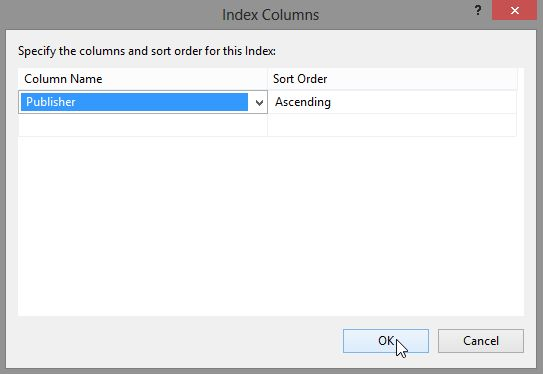 Index Columns
?
Specify the columns and sort order for this Index:
Column Name Sort Order
Publisher Ascending
OK Cancel